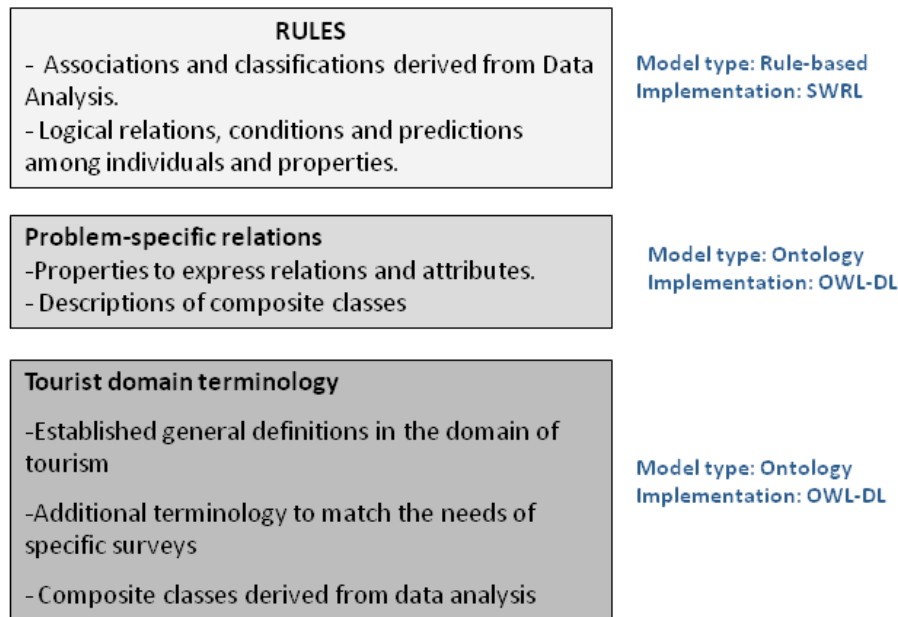 RULES
- Associations and classifications derived from Data
Analysis.
- Logical relations, conditions and predictions
among individuals and properties.
Model type: Rule-based
Implementation: SWRL
Problem-specific relations
-Properties to express relations and attributes.
- Descriptions of composite classes
Model type: Ontology
Implementation: OWL-DL
Tourist domain terminology
-Established general definitions in the domain of
tourism
-Additional terminology to match the needs of
specific surveys
- Composite classes derived from data analysis
Model type: Ontology
Implementation: OWL-DL